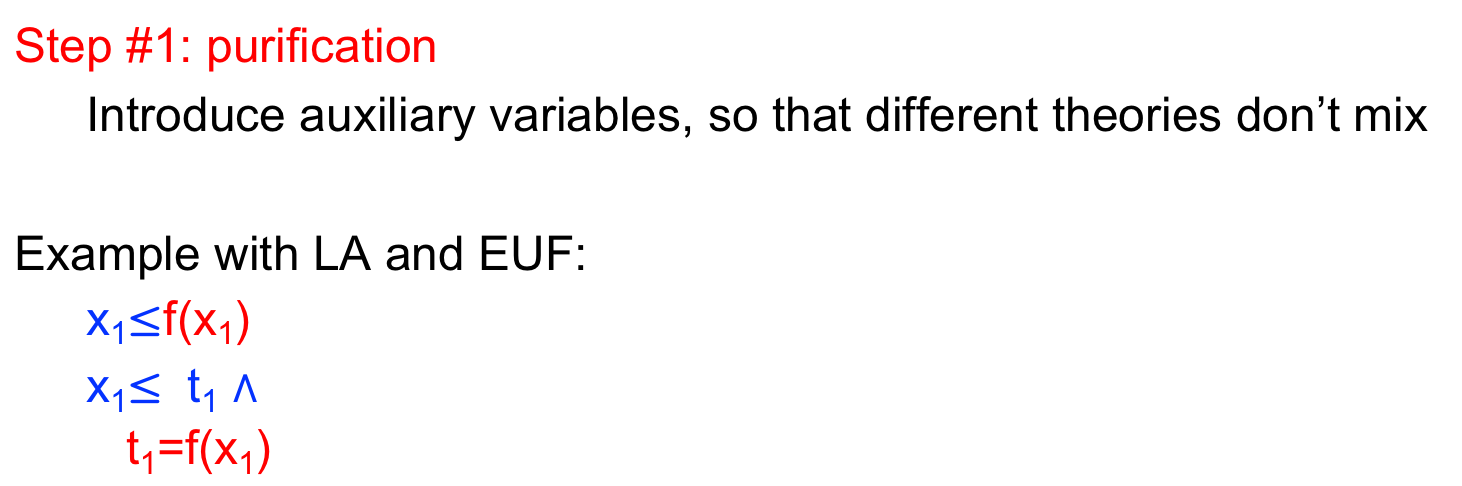 Step #1: purification
Introduce auxiliary variables, so that different theories don’t mix
Example with LA and EUF:
x₁≤f(x₁)
x₁≤ t₁ ∧
t₁=f(x₁)